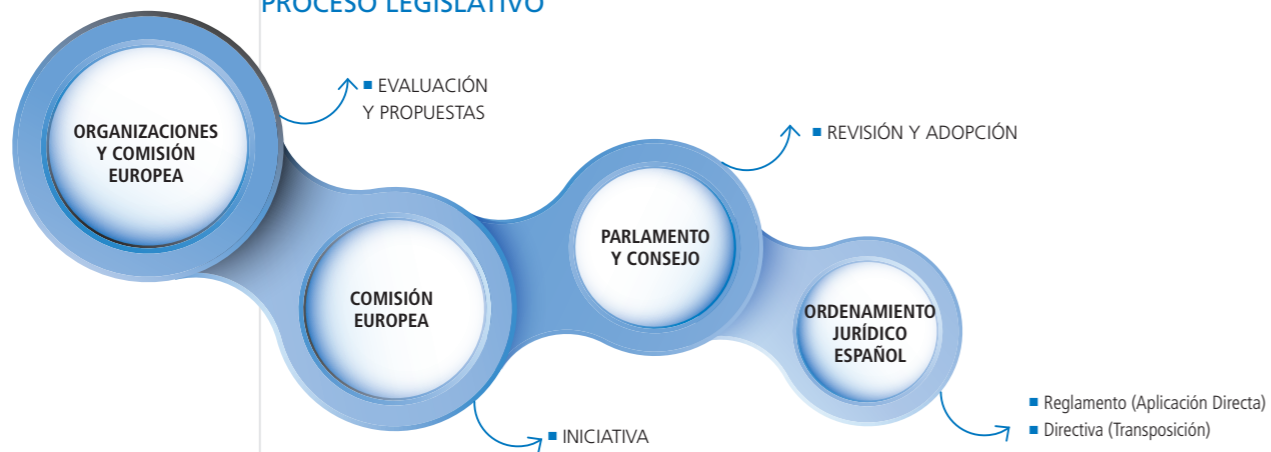 PROCESO LEGISLATIVO
ORGANIZACIONES
Y COMISIÓN
EUROPEA
■ EVALUACIÓN
Y PROPUESTAS
COMISIÓN
EUROPEA
■ INICIATIVA
PARLAMENTO
Y CONSEJO
■ REVISIÓN Y ADOPCIÓN
ORDENAMIENTO
JURÍDICO
ESPAÑOL
■ Reglamento (Aplicación Directa)
■ Directiva (Transposición)